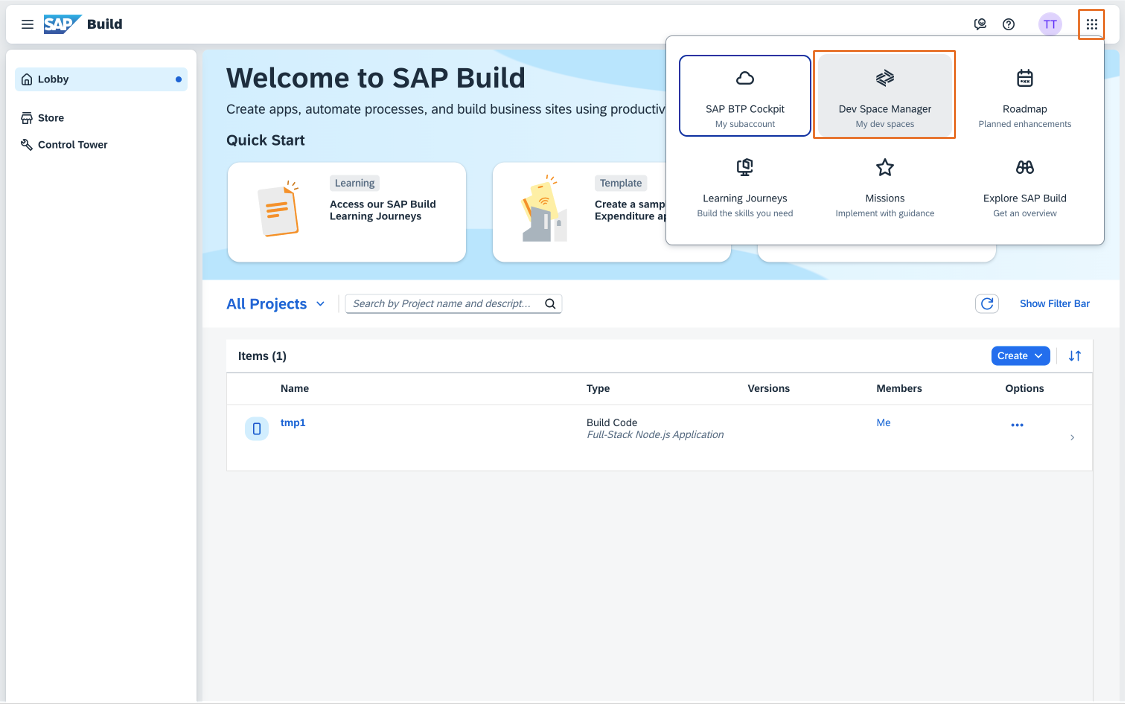 SAP Build
TT
Lobby
Store
Control Tower
Welcome to SAP Build
Create apps, automate processes, and build business sites using productiv
Quick Start
Learning
Access our SAP Build
Learning Journeys
Template
Create a samp
Expenditure ap
SAP BTP Cockpit
My subaccount
Dev Space Manager
My dev spaces
Roadmap
Planned enhancements
Learning Journeys
Build the skills you need
Missions
Implement with guidance
Explore SAP Build
Get an overview
All Projects
Search by Project name and descript...
Show Filter Bar
Items (1)
Create
Name Type Versions Members Options
tmp1 Build Code Me
Full-Stack Node.js Application